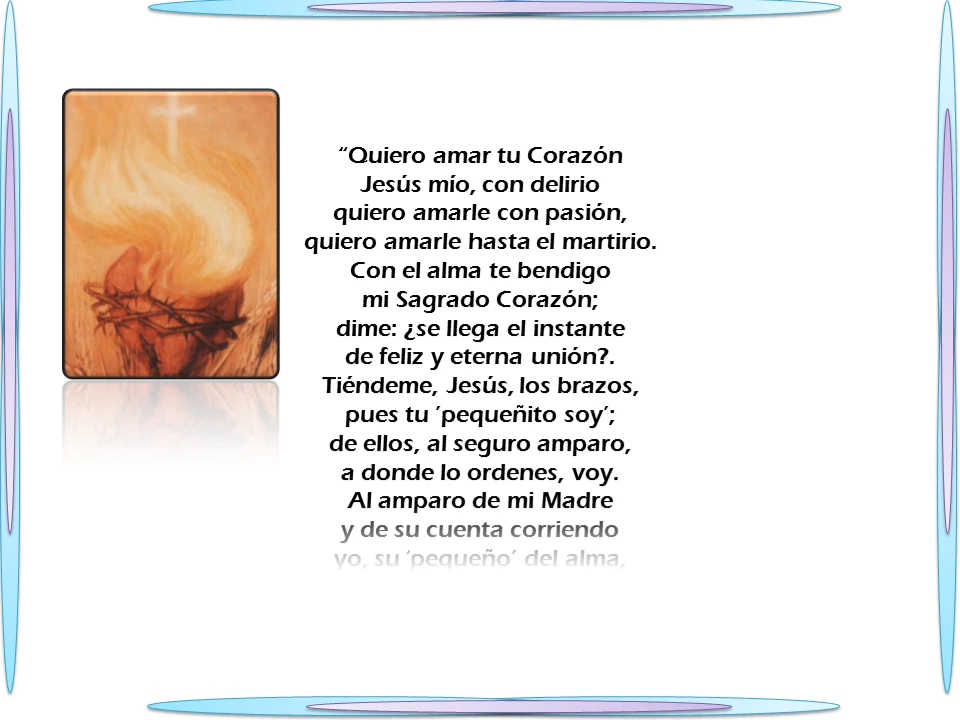 “Quiero amar tu Corazón
Jesús mío, con delirio
quiero amarle con pasión,
quiero amarle hasta el martirio.
Con el alma te bendigo
mi Sagrado Corazón;
dime: ¿se llega el instante
de feliz y eterna unión?.
Tiéndeme, Jesús, los brazos,
pues tu ’pequeñito soy’;
de ellos, al seguro amparo,
a donde lo ordenes, voy.
Al amparo de mi Madre
y de su cuenta corriendo
yo, su ‘pequeño’ del alma,